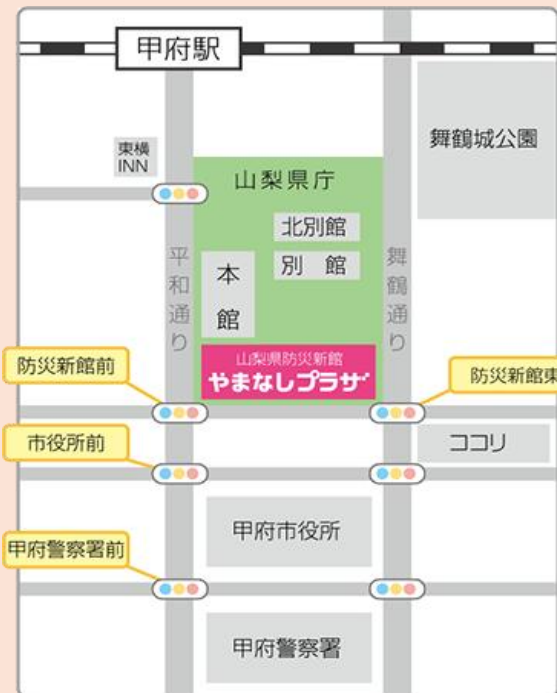 甲府駅
舞鶴城公園
東横
INN
山梨県庁
北別館
別 館
本
館
平和通り
舞鶴通り
山梨県防災新館
やまなしプラザ
防災新館前
防災新館東
市役所前
ココリ
甲府市役所
甲府警察署前
甲府警察署